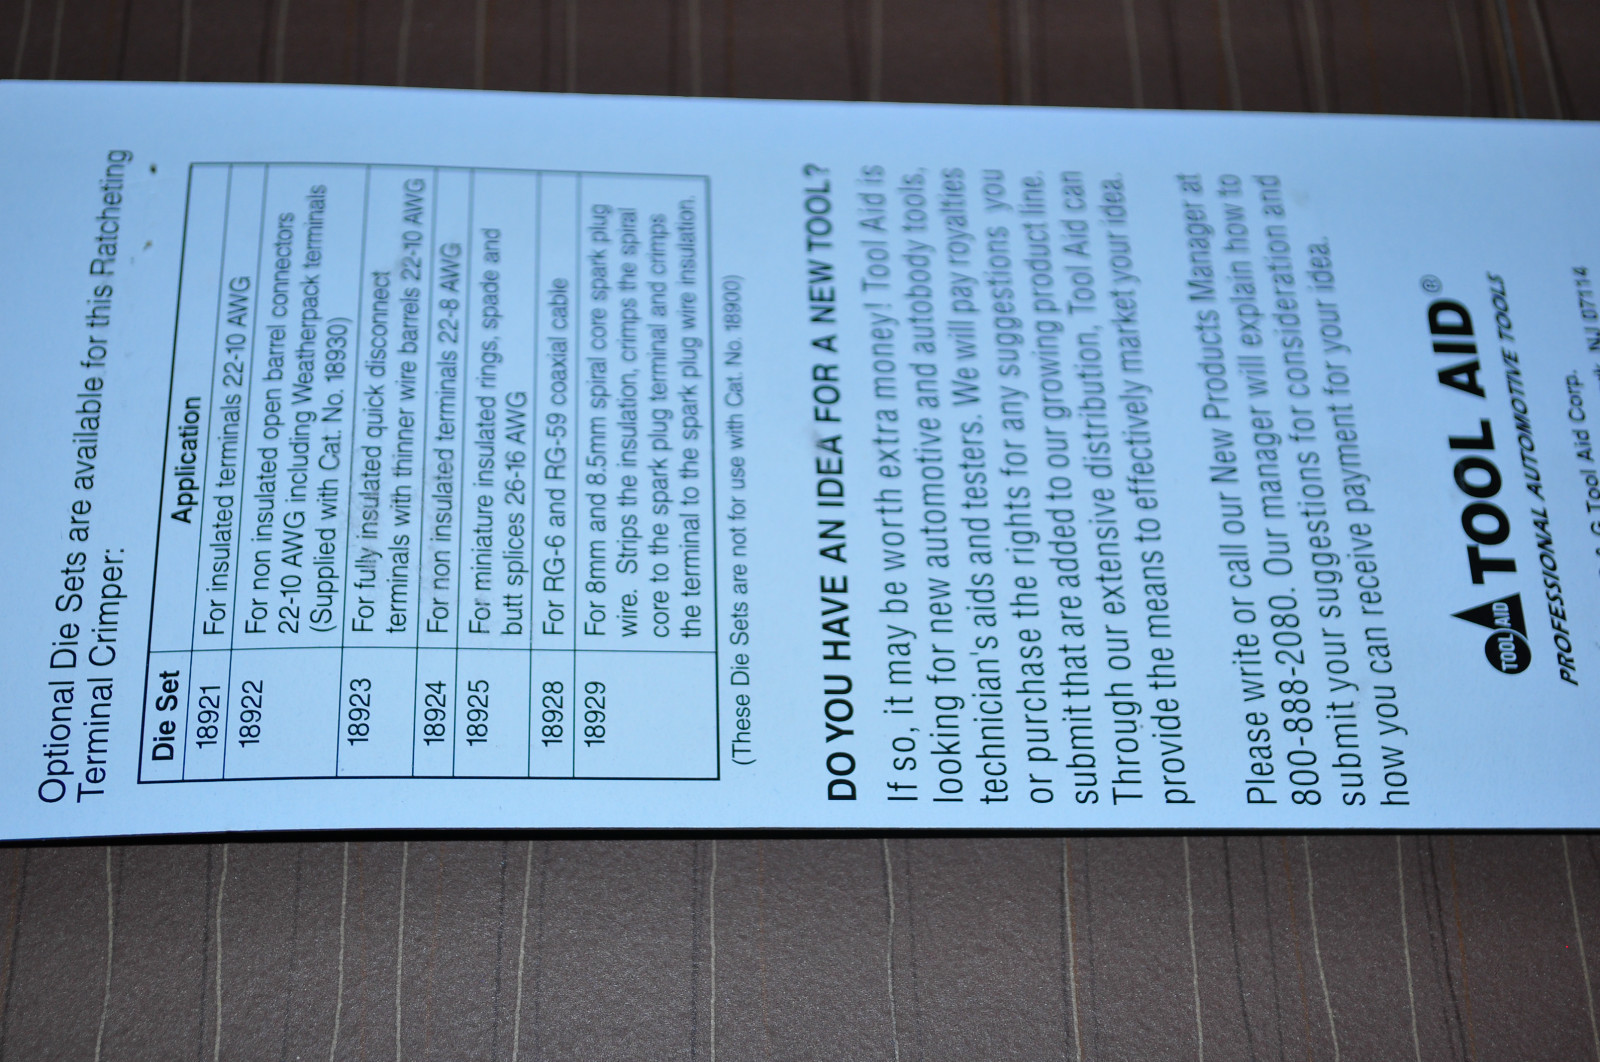 Optional Die Sets are available for this Ratcheting
Terminal Crimper:
Die Set Application
18921 For insulated terminals 22-10 AWG
18922 For non insulated open barrel connectors
22-10 AWG including Weatherpack terminals
(Supplied with Cat. No. 18930)
18923 For fully insulated quick disconnect
terminals with thinner wire barrels 22-10 AWG
18924 For non insulated terminals 22-8 AWG
18925 For miniature insulated rings, spade and
butt splices 26-16 AWG
18928 For RG-6 and RG-59 coaxial cable
18929 For 8mm and 8.5mm spiral core spark plug
wire. Strips the insulation, crimps the spiral
core to the spark plug terminal and crimps
the terminal to the spark plug wire insulation.
(These Die Sets are not for use with Cat. No. 18900)
DO YOU HAVE AN IDEA FOR A NEW TOOL?
If so, it may be worth extra money! Tool Aid is
looking for new automotive and autobody tools,
technician's aids and testers. We will pay royalties
or purchase the rights for any suggestions you
submit that are added to our growing product line.
Through our extensive distribution, Tool Aid can
provide the means to effectively market your idea.
Please write or call our New Products Manager at
800-888-2080. Our manager will explain how to
submit your suggestions for consideration and
how you can receive payment for your idea.
TOOL AID TOOL AID®
PROFESSIONAL AUTOMOTIVE TOOLS
G Tool Aid Corp.
NJ 07114